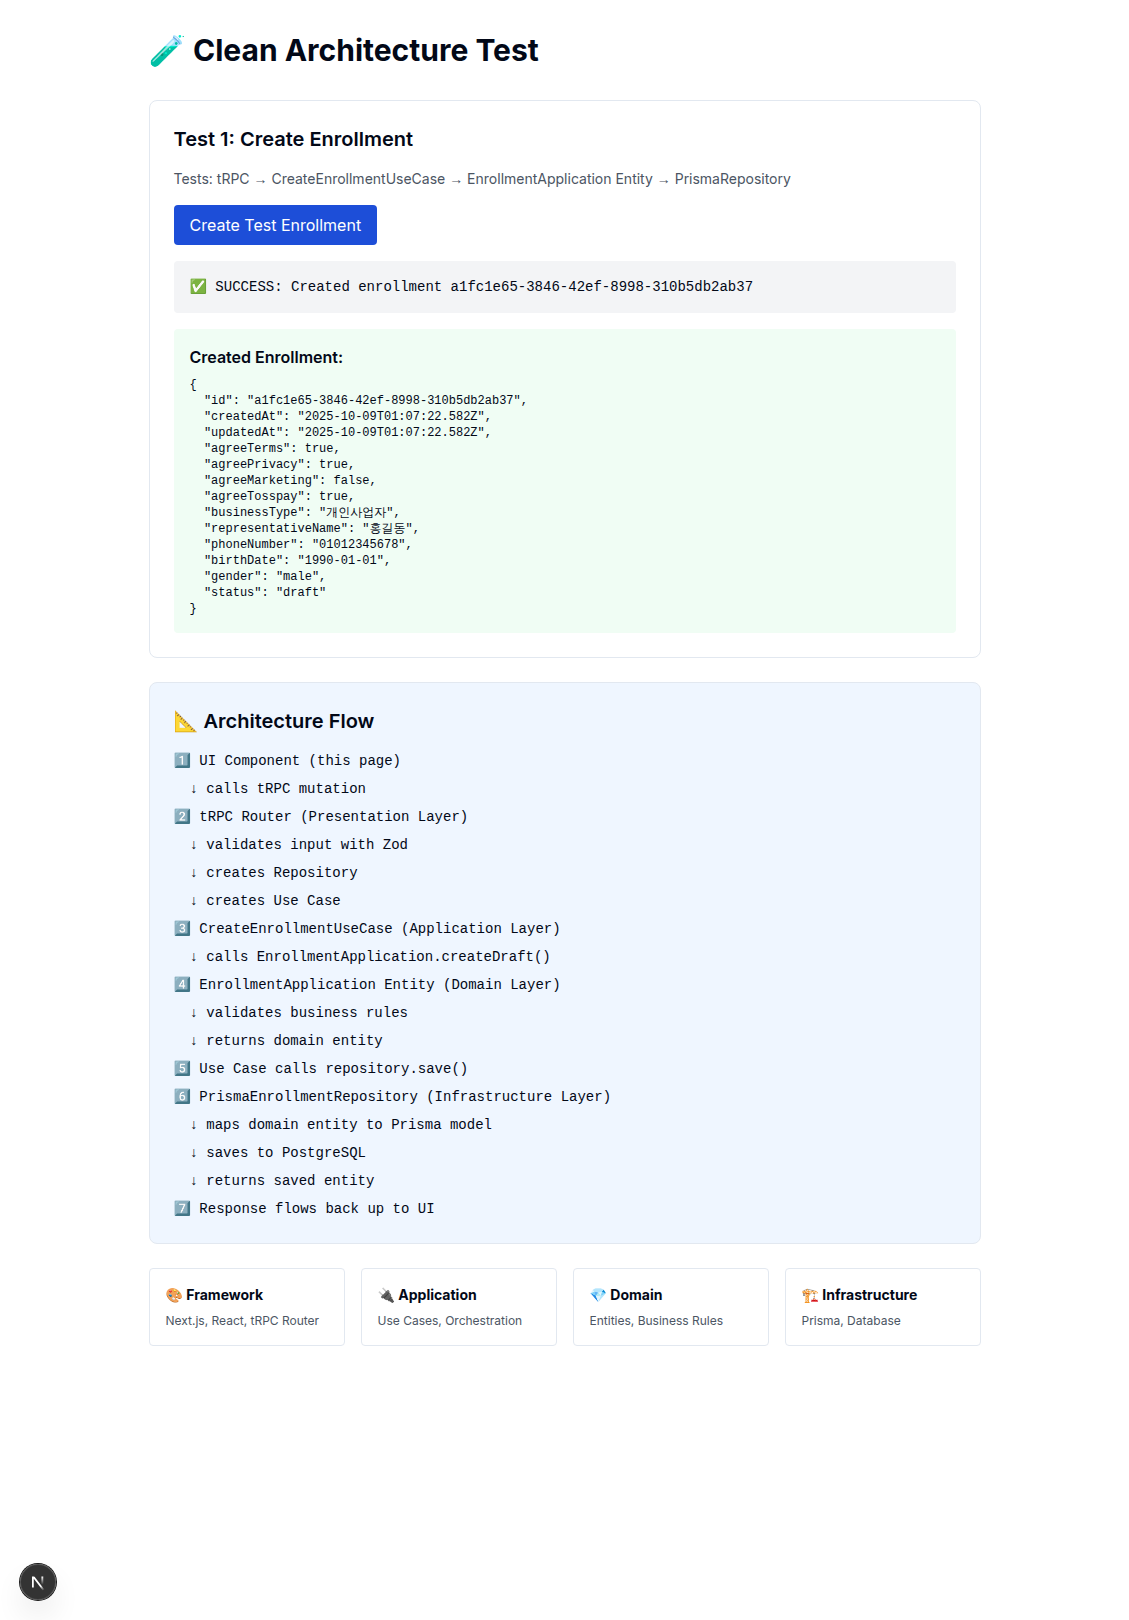 🧪 Clean Architecture Test
Test 1: Create Enrollment
Tests: tRPC → CreateEnrollmentUseCase → EnrollmentApplication Entity → PrismaRepository
Create Test Enrollment
✅ SUCCESS: Created enrollment a1fc1e65-3846-42ef-8998-310b5db2ab37
Created Enrollment:
{
  "id": "a1fc1e65-3846-42ef-8998-310b5db2ab37",
  "createdAt": "2025-10-09T01:07:22.582Z",
  "updatedAt": "2025-10-09T01:07:22.582Z",
  "agreeTerms": true,
  "agreePrivacy": true,
  "agreeMarketing": false,
  "agreeTosspay": true,
  "businessType": "개인사업자",
  "representativeName": "홍길동",
  "phoneNumber": "01012345678",
  "birthDate": "1990-01-01",
  "gender": "male",
  "status": "draft"
}
📐 Architecture Flow
1️⃣ UI Component (this page)
↓ calls tRPC mutation
2️⃣ tRPC Router (Presentation Layer)
↓ validates input with Zod
↓ creates Repository
↓ creates Use Case
3️⃣ CreateEnrollmentUseCase (Application Layer)
↓ calls EnrollmentApplication.createDraft()
4️⃣ EnrollmentApplication Entity (Domain Layer)
↓ validates business rules
↓ returns domain entity
5️⃣ Use Case calls repository.save()
6️⃣ PrismaEnrollmentRepository (Infrastructure Layer)
↓ maps domain entity to Prisma model
↓ saves to PostgreSQL
↓ returns saved entity
7️⃣ Response flows back up to UI
🎨 Framework
Next.js, React, tRPC Router
🔌 Application
Use Cases, Orchestration
💎 Domain
Entities, Business Rules
🏗️ Infrastructure
Prisma, Database
N